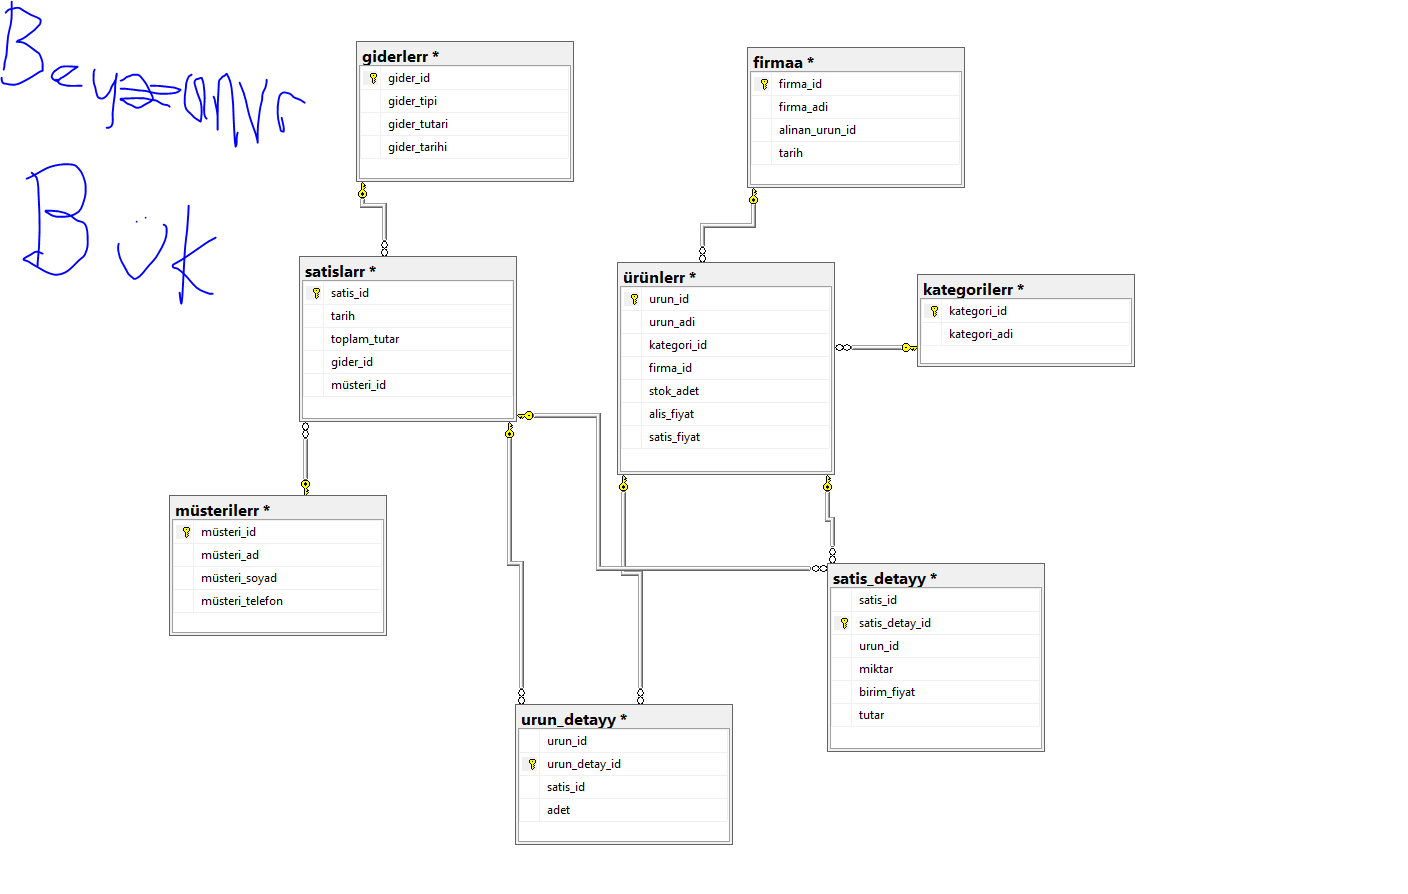 giderlerr *
gider_id
gider_tipi
gider_tutari
gider_tarihi
firmaa *
firma_id
firma_adi
alinan_urun_id
tarih
satislarr *
satis_id
tarih
toplam_tutar
gider_id
müsteri_id
ürünlerr *
urun_id
urun_adi
kategori_id
firma_id
stok_adet
alis_fiyat
satis_fiyat
kategorilerr *
kategori_id
kategori_adi
müsterilerr *
müsteri_id
müsteri_ad
müsteri_soyad
müsteri_telefon
satis_detayy *
satis_id
satis_detay_id
urun_id
miktar
birim_fiyat
tutar
urun_detayy *
urun_id
urun_detay_id
satis_id
adet
Bük